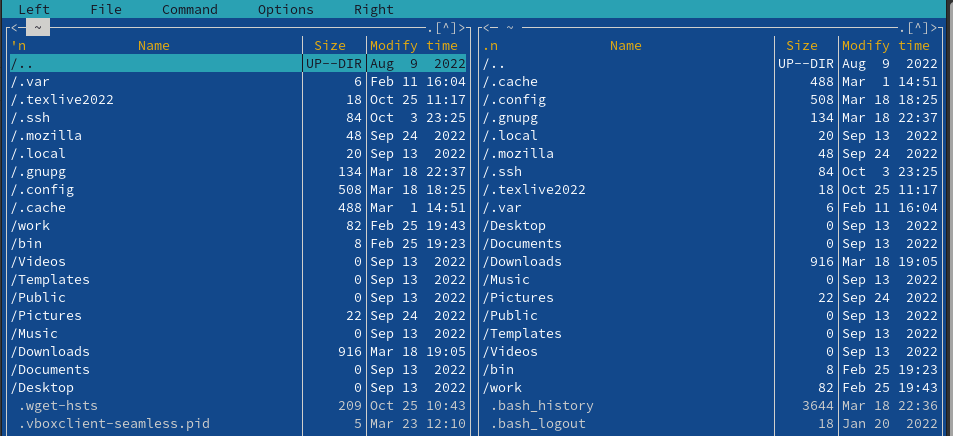 Left File Command Options Right
<─ ~ .[^]> <─ ~ .[^]>
'n Name Size Modify time .n Name Size Modify time
/.. UP--DIR Aug 9 2022 /.. UP--DIR Aug 9 2022
/.var 6 Feb 11 16:04 /.cache 488 Mar 1 14:51
/.texlive2022 18 Oct 25 11:17 /.config 508 Mar 18 18:25
/.ssh 84 Oct 3 23:25 /.gnupg 134 Mar 18 22:37
/.mozilla 48 Sep 24 2022 /.local 20 Sep 13 2022
/.local 20 Sep 13 2022 /.mozilla 48 Sep 24 2022
/.gnupg 134 Mar 18 22:37 /.ssh 84 Oct 3 23:25
/.config 508 Mar 18 18:25 /.texlive2022 18 Oct 25 11:17
/.cache 488 Mar 1 14:51 /.var 6 Feb 11 16:04
/work 82 Feb 25 19:43 /Desktop 0 Sep 13 2022
/bin 8 Feb 25 19:23 /Documents 0 Sep 13 2022
/Videos 0 Sep 13 2022 /Downloads 916 Mar 18 19:05
/Templates 0 Sep 13 2022 /Music 0 Sep 13 2022
/Public 0 Sep 13 2022 /Pictures 22 Sep 24 2022
/Pictures 22 Sep 24 2022 /Public 0 Sep 13 2022
/Music 0 Sep 13 2022 /Templates 0 Sep 13 2022
/Downloads 916 Mar 18 19:05 /Videos 0 Sep 13 2022
/Documents 0 Sep 13 2022 /bin 8 Feb 25 19:23
/Desktop 0 Sep 13 2022 /work 82 Feb 25 19:43
.wget-hsts 209 Oct 25 10:43 .bash_history 3644 Mar 18 22:36
.vboxclient-seamless.pid 5 Mar 23 12:10 .bash_logout 18 Jan 20 2022